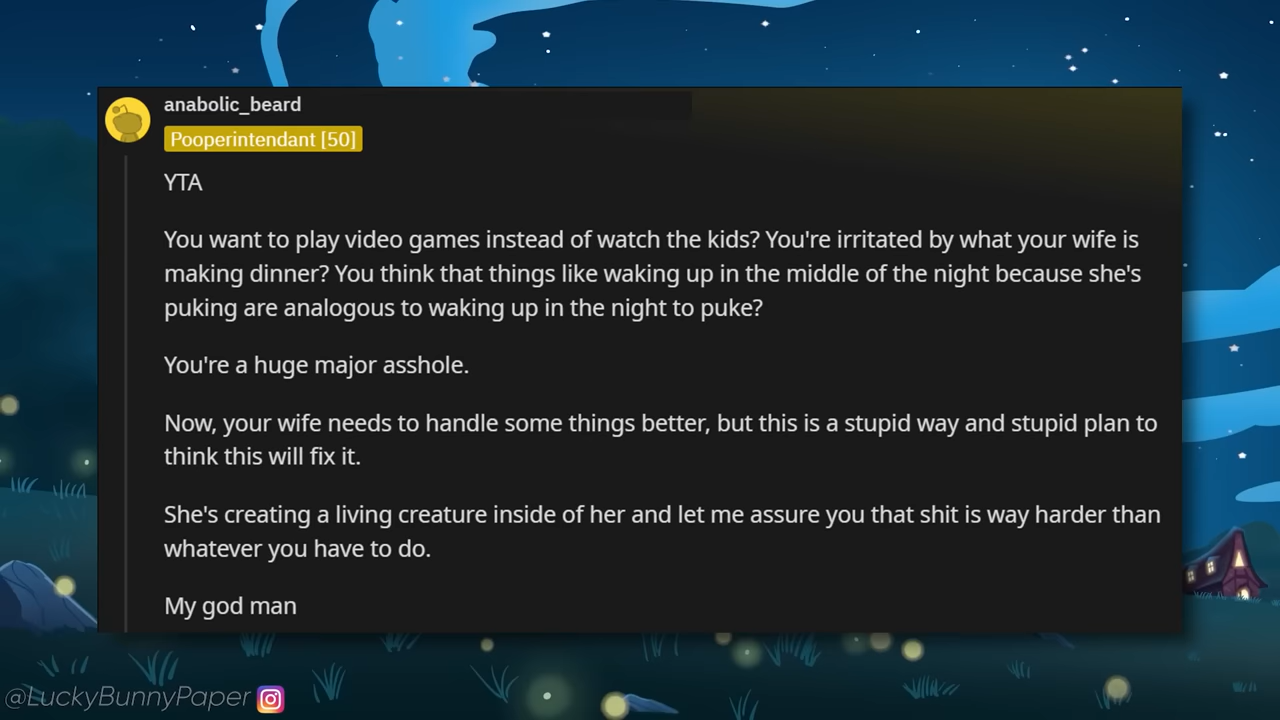 anabolic_beard
Pooperintendant [50]
YTA
You want to play video games instead of watch the kids? You're irritated by what your wife is
making dinner? You think that things like waking up in the middle of the night because she's
puking are analogous to waking up in the night to puke?
You're a huge major asshole.
Now, your wife needs to handle some things better, but this is a stupid way and stupid plan to
think this will fix it.
She's creating a living creature inside of her and let me assure you that shit is way harder than
whatever you have to do.
My god man
@LuckyBunnyPaper